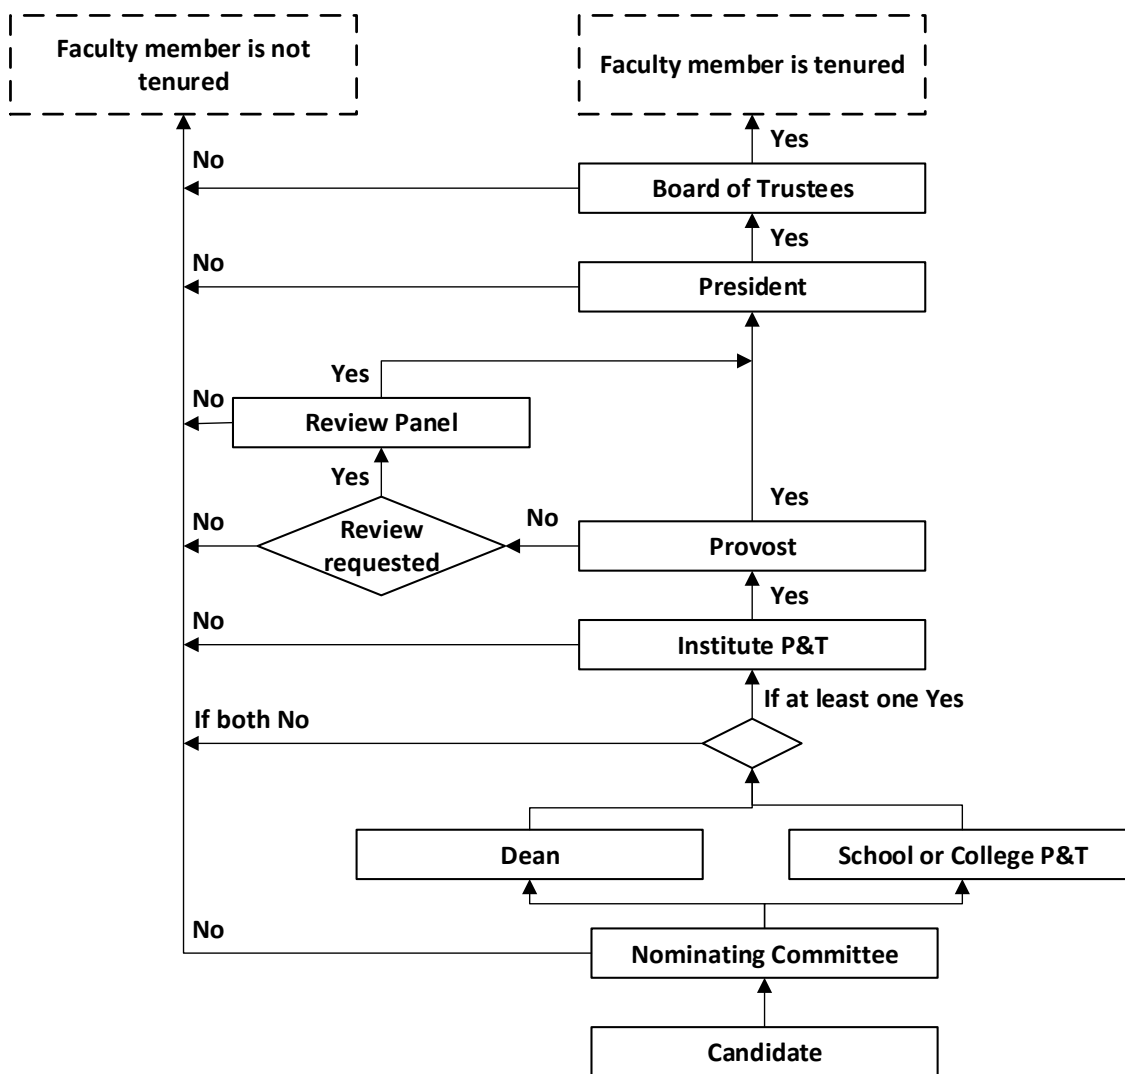 Faculty member is not
tenured
Faculty member is tenured
Yes
No
Board of Trustees
Yes
No
President
Yes
No
Review Panel
Yes
Yes
No
Review
requested
No
Provost
Yes
No
Institute P&T
If at least one Yes
If both No
Dean
School or College P&T
No
Nominating Committee
Candidate